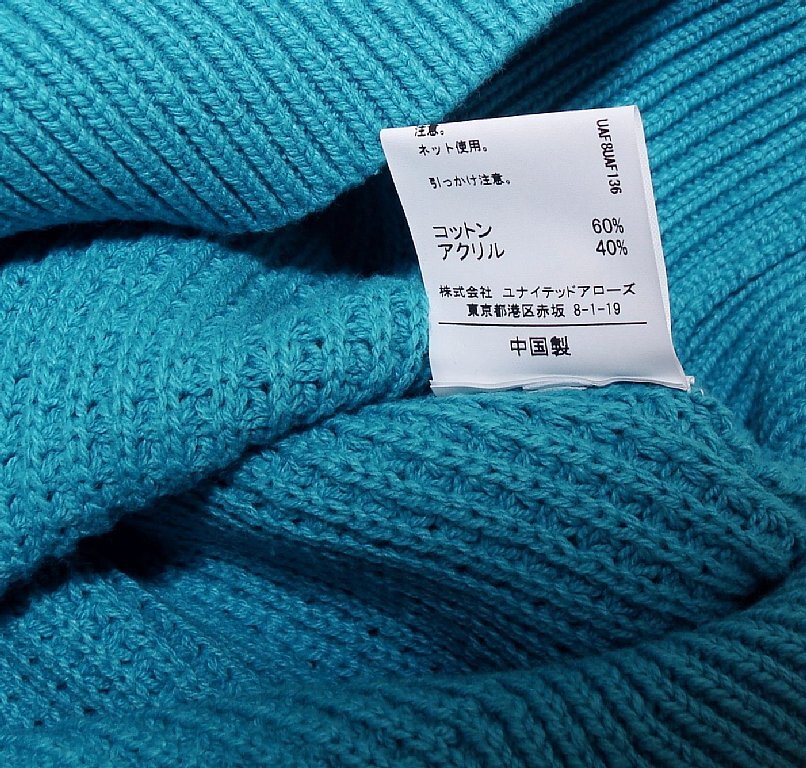 注意。
ネット使用。
引っかけ注意。
UAF8UAF136
コットン 60%
アクリル 40%
株式会社 ユナイテッドアローズ
東京都港区赤坂 8-1-19
中国製